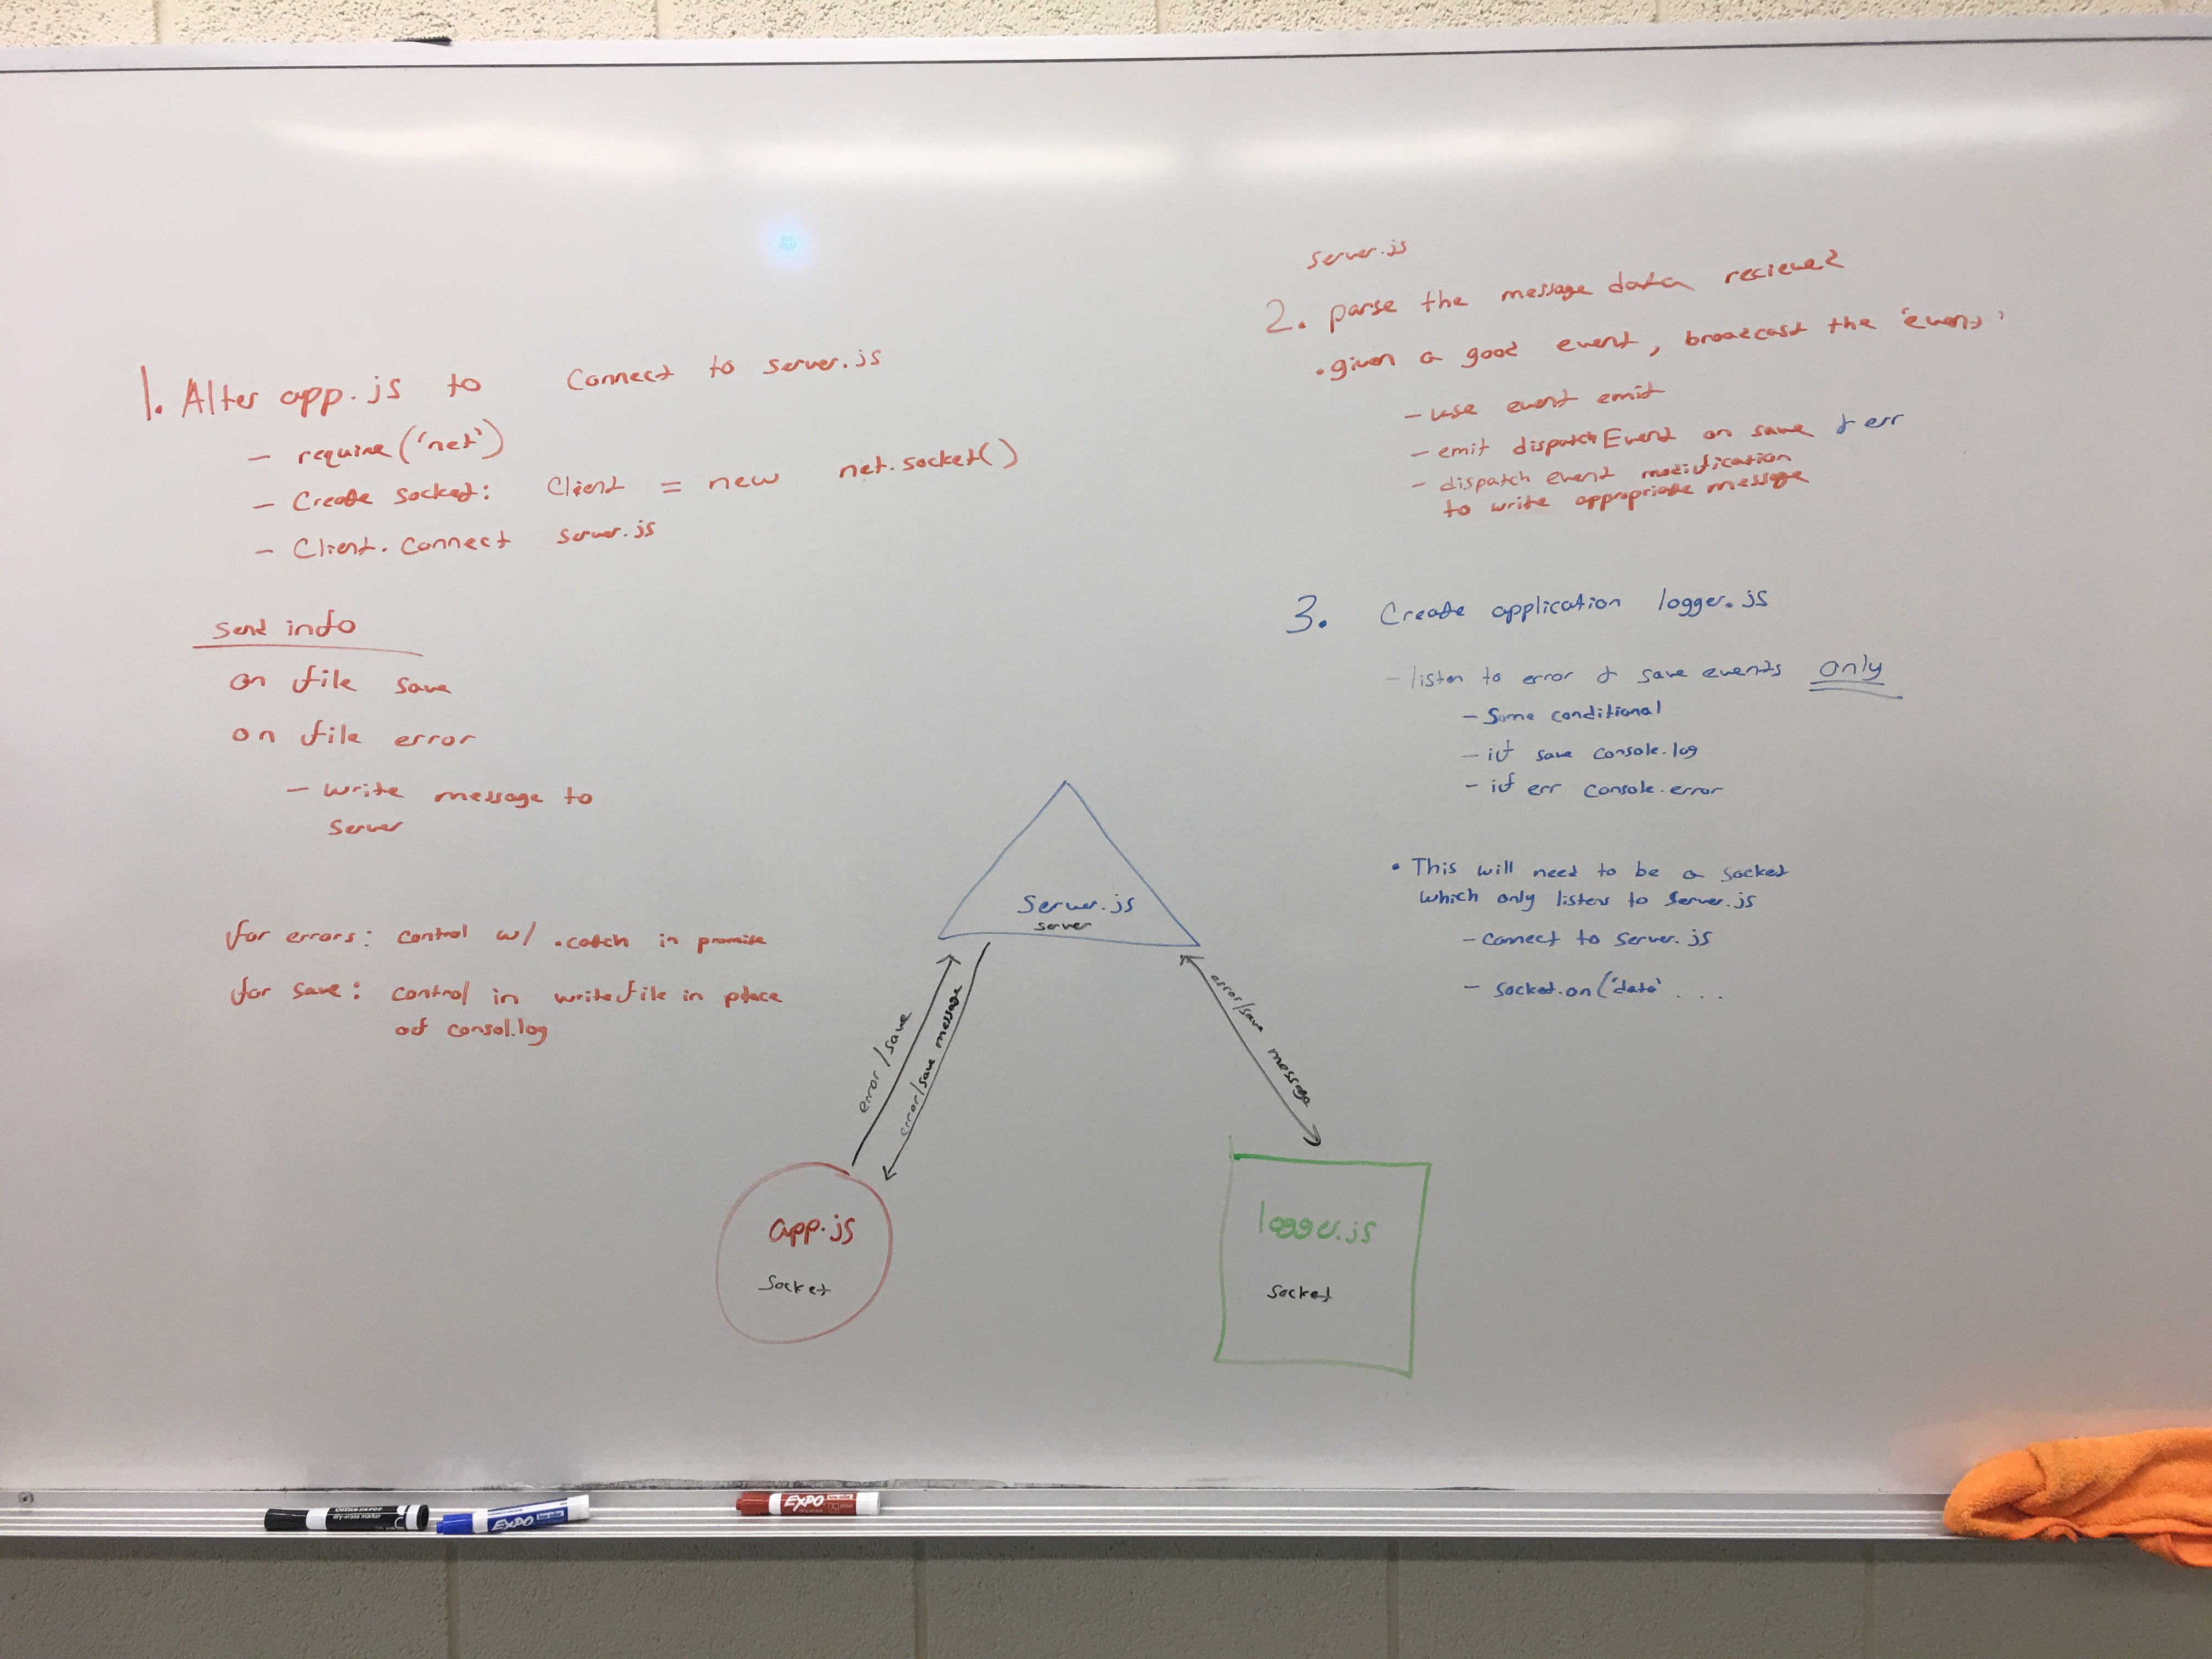 1. Alter app.js to Connect to server.js
- require('net')
- Create socket: Client = new net.socket()
- Client.Connect server.js
Send info
on file save
on file error
- write message to
server
for errors: control w/ .catch in promise
for save: control in writefile in place
of consol.log
server.js
2. parse the message data recieved
. given a good event, broadcast the 'event'
- use event emit
- emit dispatchEvent on save & err
- dispatch event modification
to write appropriate message
3. Create application logger.js
- listen to error & save events only
- Some conditional
- if save console.log
- if err console.error
• This will need to be a socket
which only listens to server.js
- connect to server.js
- socket.on('data' ...
Server.js
server
error/save
error/save message
error/save message
app.js
Socket
logger.js
socket
OFFICE DEPOT
dry-erase marker
EXPO
low odor
EXPO
low odor
dry erase